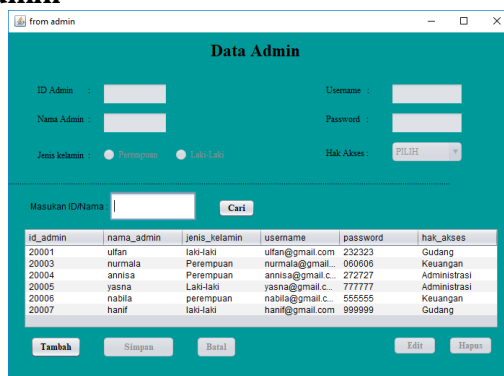 from admin
Data Admin
ID Admin :
Username :
Nama Admin :
Password :
Jenis kelamin : Perempuan Laki-Laki
Hak Akses : PILIH
Masukan ID/Nama : Cari
id_admin nama_admin jenis_kelamin username password hak_akses
20001 ulfan laki-laki ulfan@gmail.com 232323 Gudang
20003 nurmala Perempuan nurmala@gmail... 060606 Keuangan
20004 annisa Perempuan annisa@gmail.c... 272727 Administrasi
20005 yasna Laki-laki yasna@gmail.c... 777777 Administrasi
20006 nabila perempuan nabila@gmail.c... 555555 Keuangan
20007 hanif laki-laki hanif@gmail.com 999999 Gudang
Tambah Simpan Batal Edit Hapus